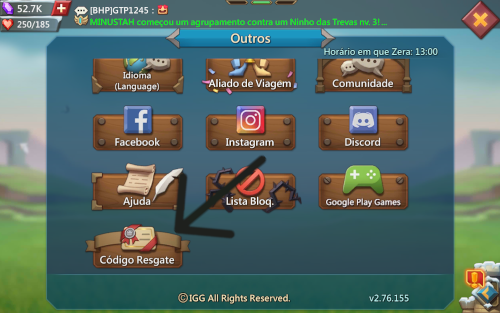 52.7K
[BHP]GTP1245 :
250/185
MINUSTAH começou um agrupamento contra um Ninho das Trevas nv. 3!...
Outros
Horário em que Zera: 13:00
Idioma
(Language)
Aliado de Viagem
Comunidade
Facebook
Instagram
Discord
Ajuda
Lista Bloq.
Google Play Games
Código Resgate
© IGG All Rights Reserved.
v2.76.155